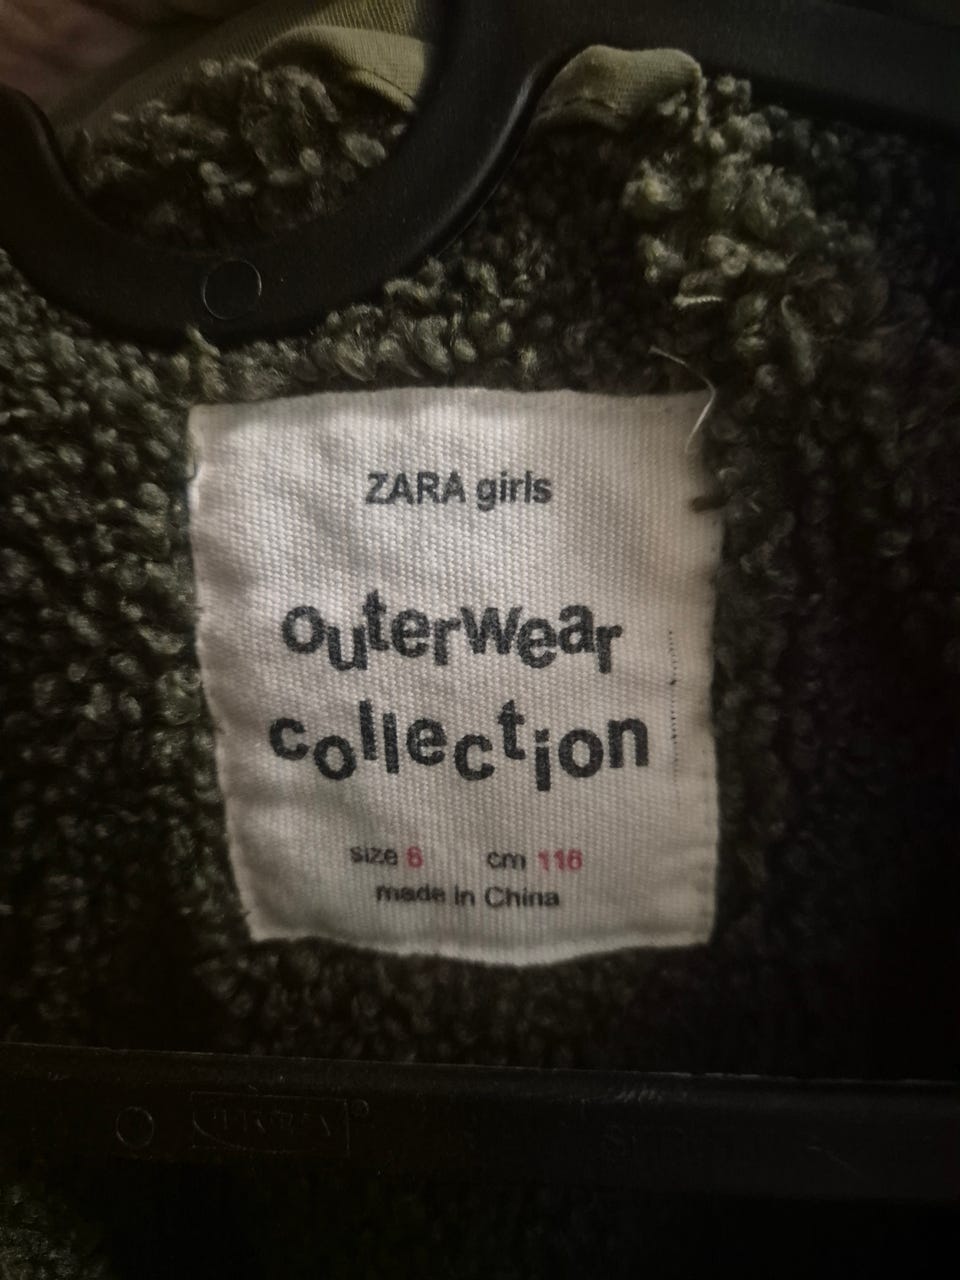 ZARA girls
outerwear
collection
size 6 cm 116
made in China